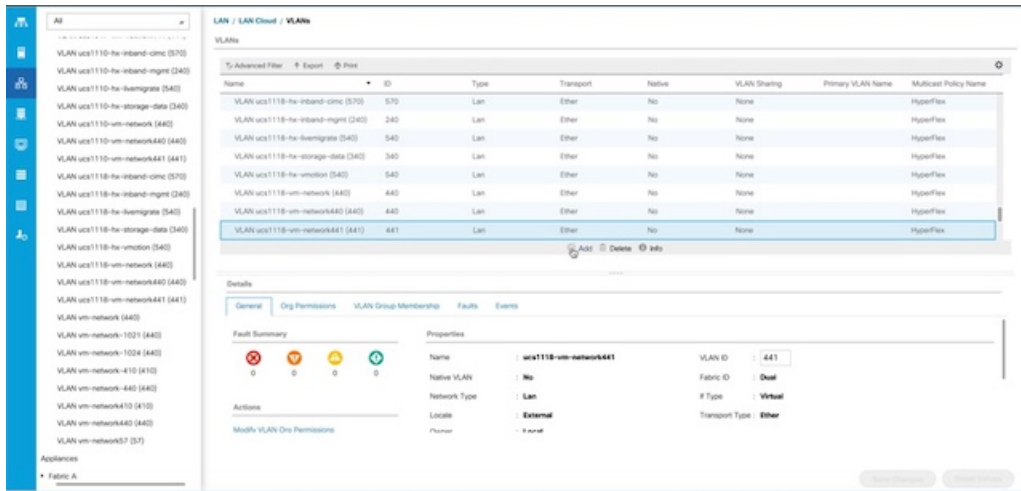 All
LAN / LAN Cloud / VLANs
VLANs
VLAN ucs1110-hx-inband-cimc (570)
VLAN ucs1110-hx-inband-mgmt (240)
VLAN ucs1110-hx-livemigrate (540)
VLAN ucs1110-hx-storage-data (340)
VLAN ucs1110-vm-network (440)
VLAN ucs1110-vm-network440 (440)
VLAN ucs1110-vm-network441 (441)
VLAN ucs1118-hx-inband-cimc (570)
VLAN ucs1118-hx-inband-mgmt (240)
VLAN ucs1118-hx-livemigrate (540)
VLAN ucs1118-hx-storage-data (340)
VLAN ucs1118-hx-vmotion (540)
VLAN ucs1118-vm-network (440)
VLAN ucs1118-vm-network440 (440)
VLAN ucs1118-vm-network441 (441)
VLAN vm-network (440)
VLAN vm-network-1021 (440)
VLAN vm-network-1024 (440)
VLAN vm-network-410 (410)
VLAN vm-network-440 (440)
VLAN vm-network410 (410)
VLAN vm-network440 (440)
VLAN vm-network57 (57)
Appliances
Fabric A
Advanced Filter Export Print
Name ID Type Transport Native VLAN Sharing Primary VLAN Name Multicast Policy Name
VLAN ucs1118-hx-inband-cimc (570) 570 Lan Ether No None HyperFlex
VLAN ucs1118-hx-inband-mgmt (240) 240 Lan Ether No None HyperFlex
VLAN ucs1118-hx-livemigrate (540) 540 Lan Ether No None HyperFlex
VLAN ucs1118-hx-storage-data (340) 340 Lan Ether No None HyperFlex
VLAN ucs1118-hx-vmotion (540) 540 Lan Ether No None HyperFlex
VLAN ucs1118-vm-network (440) 440 Lan Ether No None HyperFlex
VLAN ucs1118-vm-network440 (440) 440 Lan Ether No None HyperFlex
VLAN ucs1118-vm-network441 (441) 441 Lan Ether No None HyperFlex
Add Delete Info
Details
General Org Permissions VLAN Group Membership Faults Events
Fault Summary
0 0 0 0
Actions
Modify VLAN Org Permissions
Properties
Name : ucs1118-vm-network441 VLAN ID : 441
Native VLAN : No Fabric ID : Dual
Network Type : Lan If Type : Virtual
Locale : External Transport Type : Ether
Owner : Local
Save Changes Reset Values